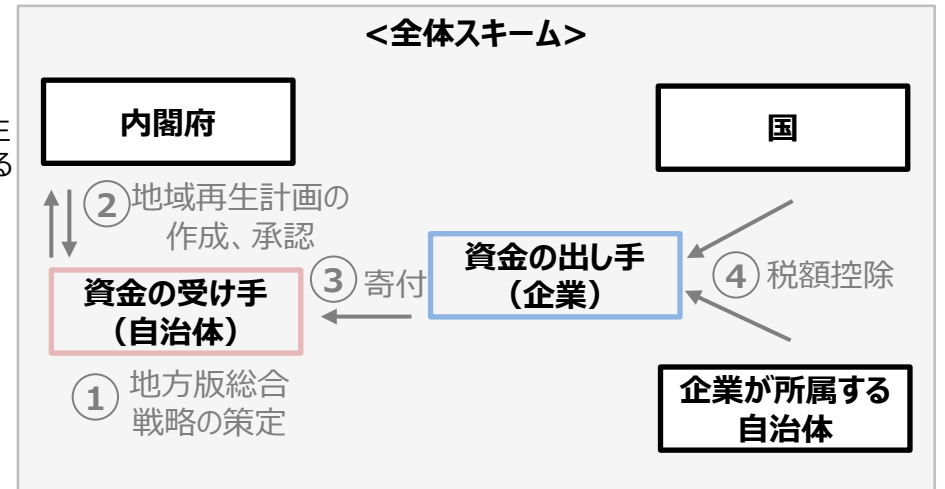 <全体スキーム>
内閣府
国
る
②地域再生計画の
作成、承認
資金の出し手
（企業）
③寄付
④税額控除
資金の受け手
（自治体）
①地方版総合
戦略の策定
企業が所属する
自治体